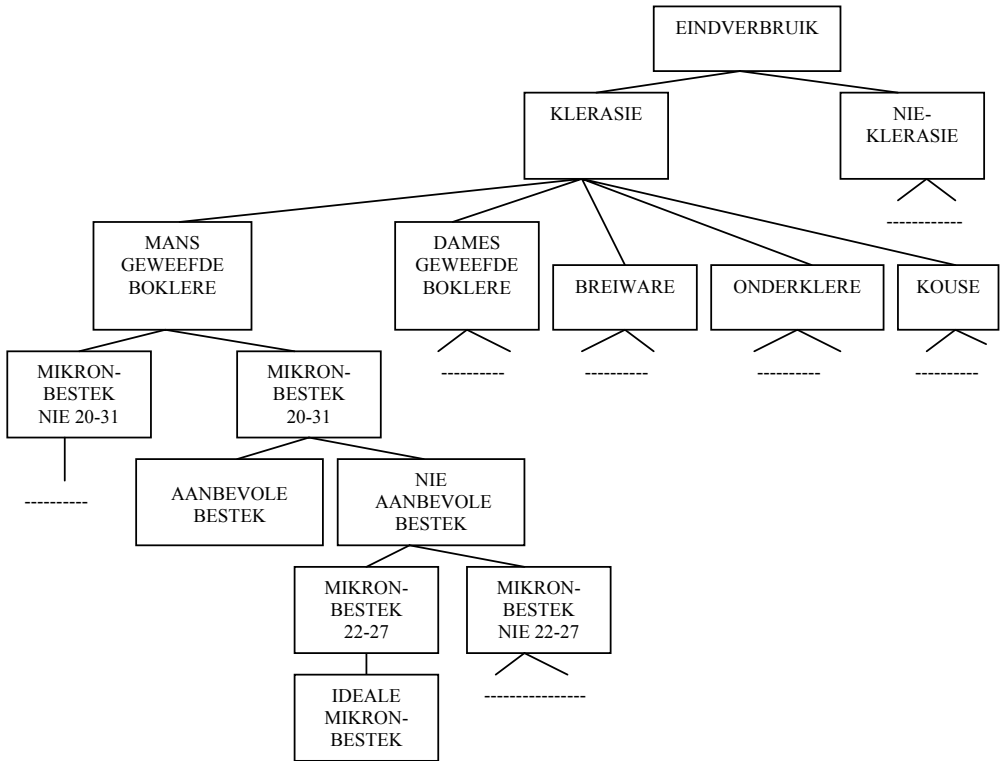 EINDVERBRUIK
KLERASIE
NIE-
KLERASIE
------------
MANS
GEWEEFDE
BOKLERE
DAMES
GEWEEFDE
BOKLERE
BREIWARE
ONDERKLERE
KOUSE
----------
----------
----------
----------
MIKRON-
BESTEK
NIE 20-31
MIKRON-
BESTEK
20-31
----------
AANBEVOLE
BESTEK
NIE
AANBEVOLE
BESTEK
MIKRON-
BESTEK
22-27
MIKRON-
BESTEK
NIE 22-27
----------------
IDEALE
MIKRON-
BESTEK